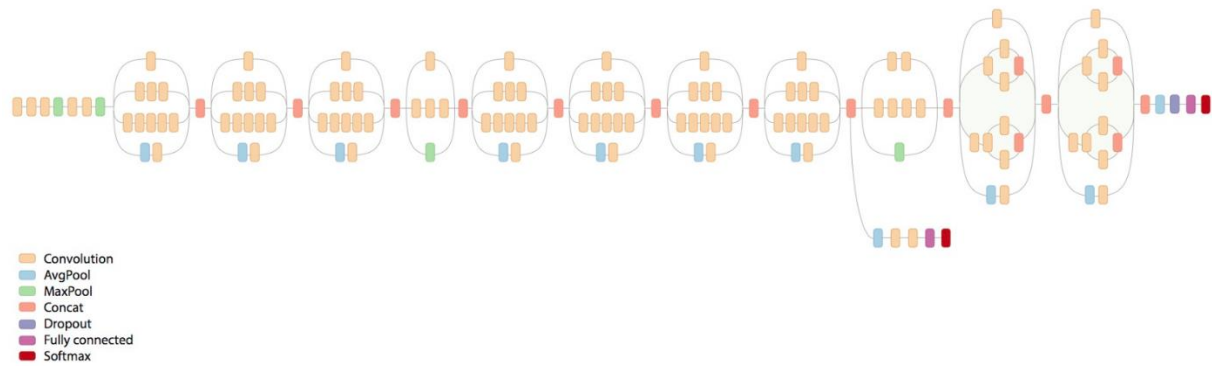 Convolution
AvgPool
MaxPool
Concat
Dropout
Fully connected
Softmax